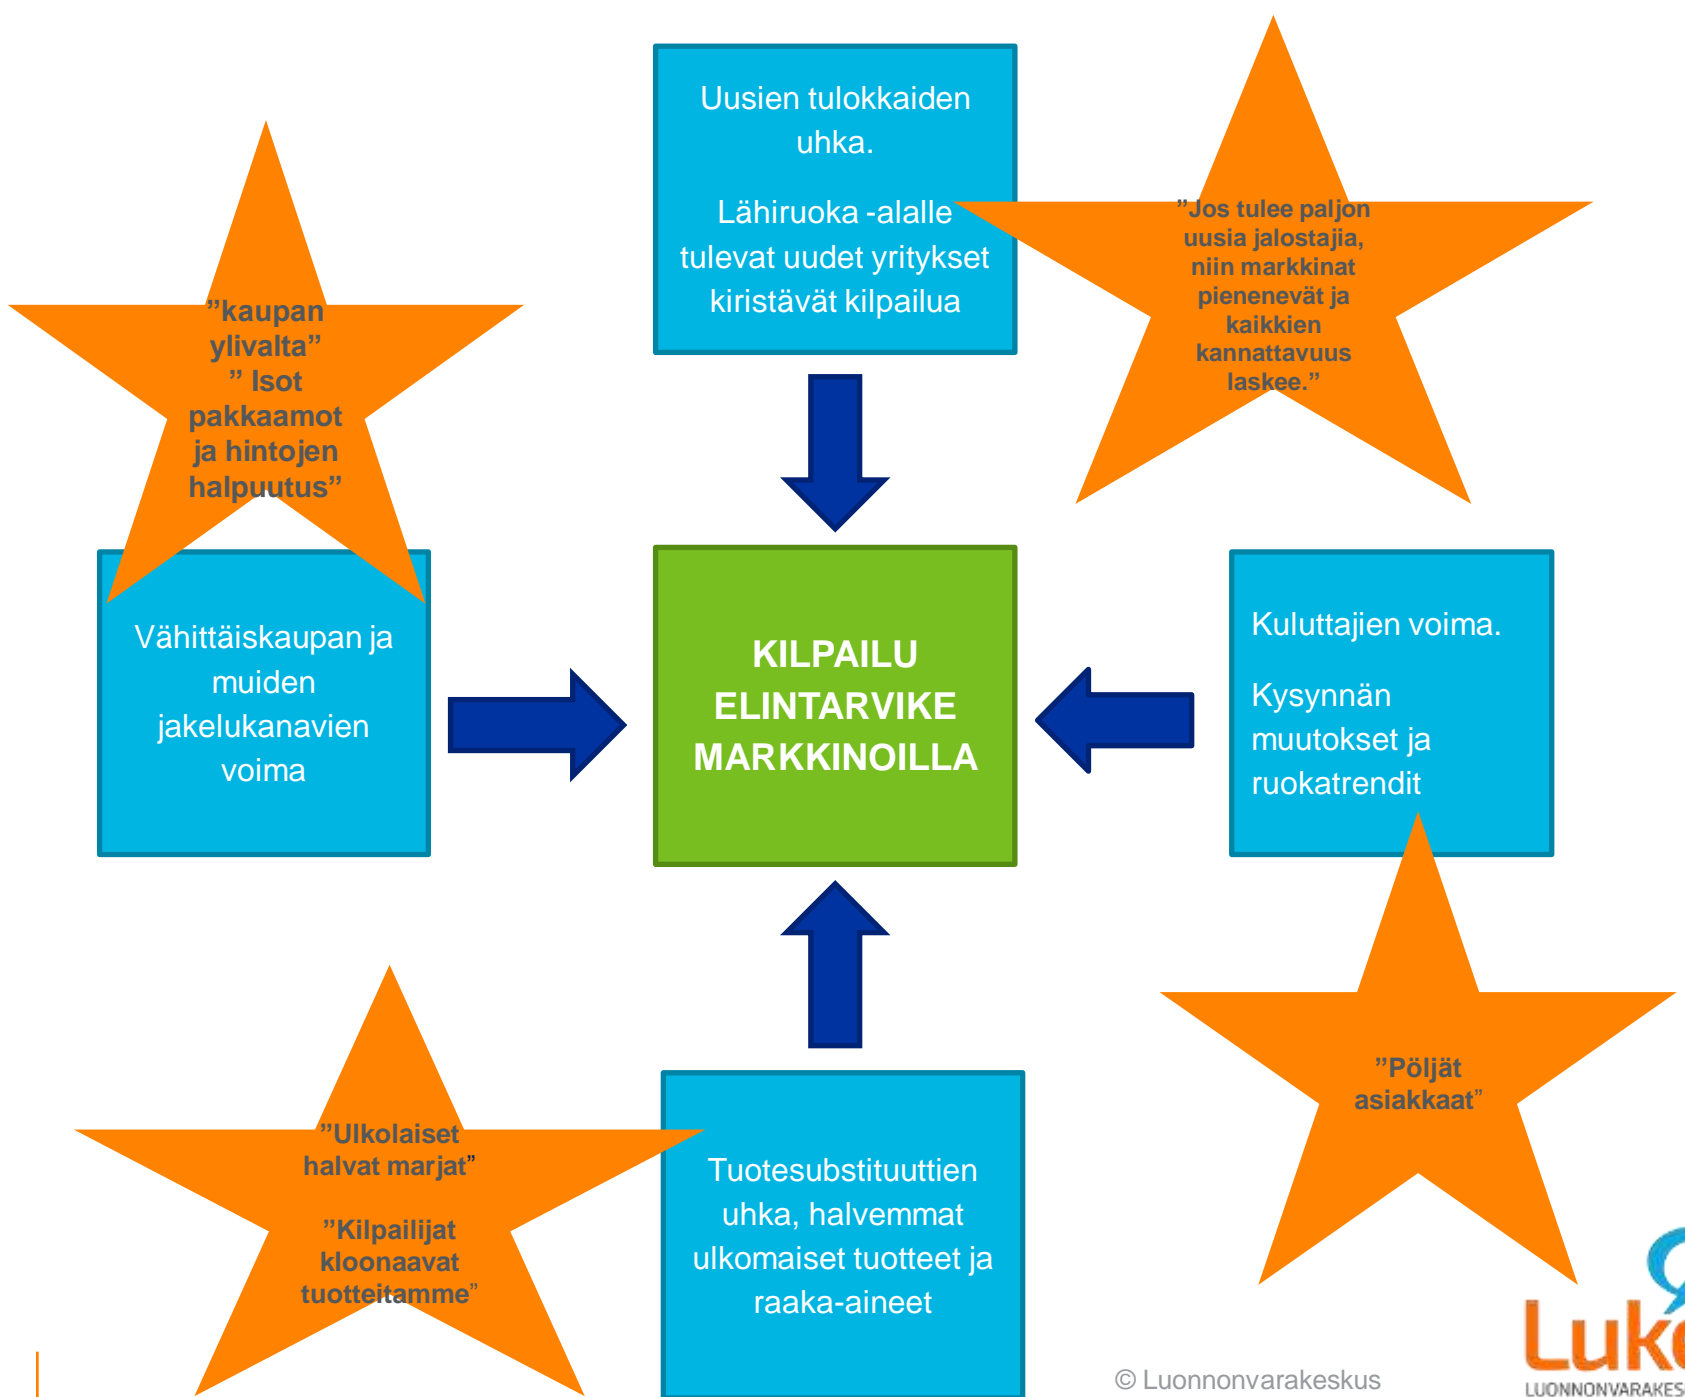 Uusien tulokkaiden
uhka.
Lähiruoka -alalle
tulevat uudet yritykset
kiristävät kilpailua
”Jos tulee paljon
uusia jalostajia,
niin markkinat
pienenevät ja
kaikkien
kannattavuus
laskee.”
”kaupan
ylivalta”
” Isot
pakkaamot
ja hintojen
halpuutus”
Vähittäiskaupan ja
muiden
jakelukanavien
voima
KILPAILU
ELINTARVIKE
MARKKINOILLA
Kuluttajien voima.
Kysynnän
muutokset ja
ruokatrendit
”Pöljät
asiakkaat”
”Ulkolaiset
halvat marjat”
”Kilpailijat
kloonaavat
tuotteitamme”
Tuotesubstituuttien
uhka, halvemmat
ulkomaiset tuotteet ja
raaka-aineet
© Luonnonvarakeskus